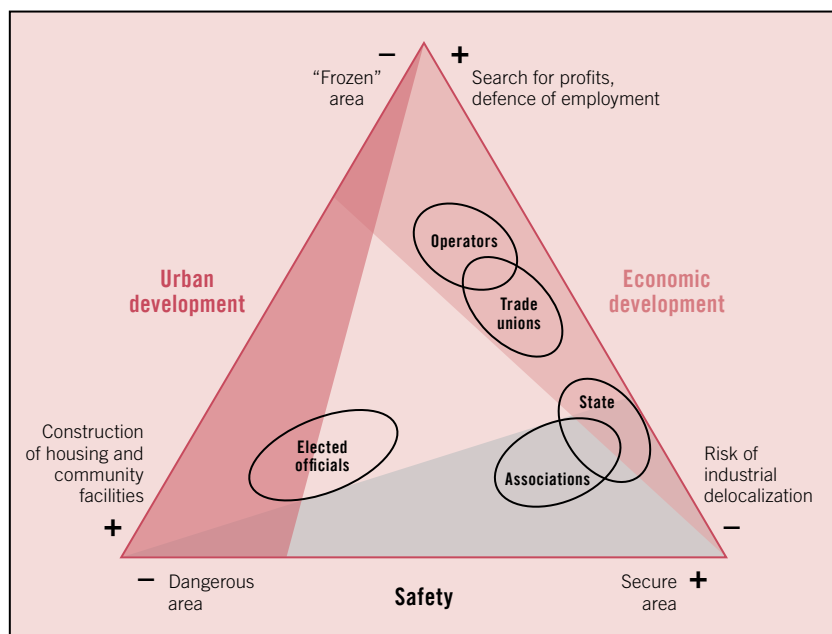 − +
“Frozen”
area
Search for profits,
defence of employment
Operators
Urban
development
Economic
development
Trade
unions
State
Construction
of housing and
community
facilities
+
Elected
officials
Associations
Risk of
industrial
delocalization
−
− Dangerous
area
Safety
Secure +
area